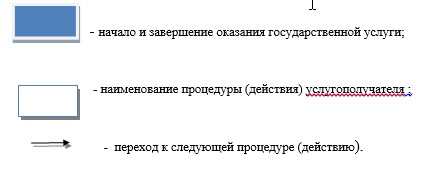 - начало и завершение оказания государственной услуги;
- наименование процедуры (действия) услугополучателя ;
- переход к следующей процедуре (действию).